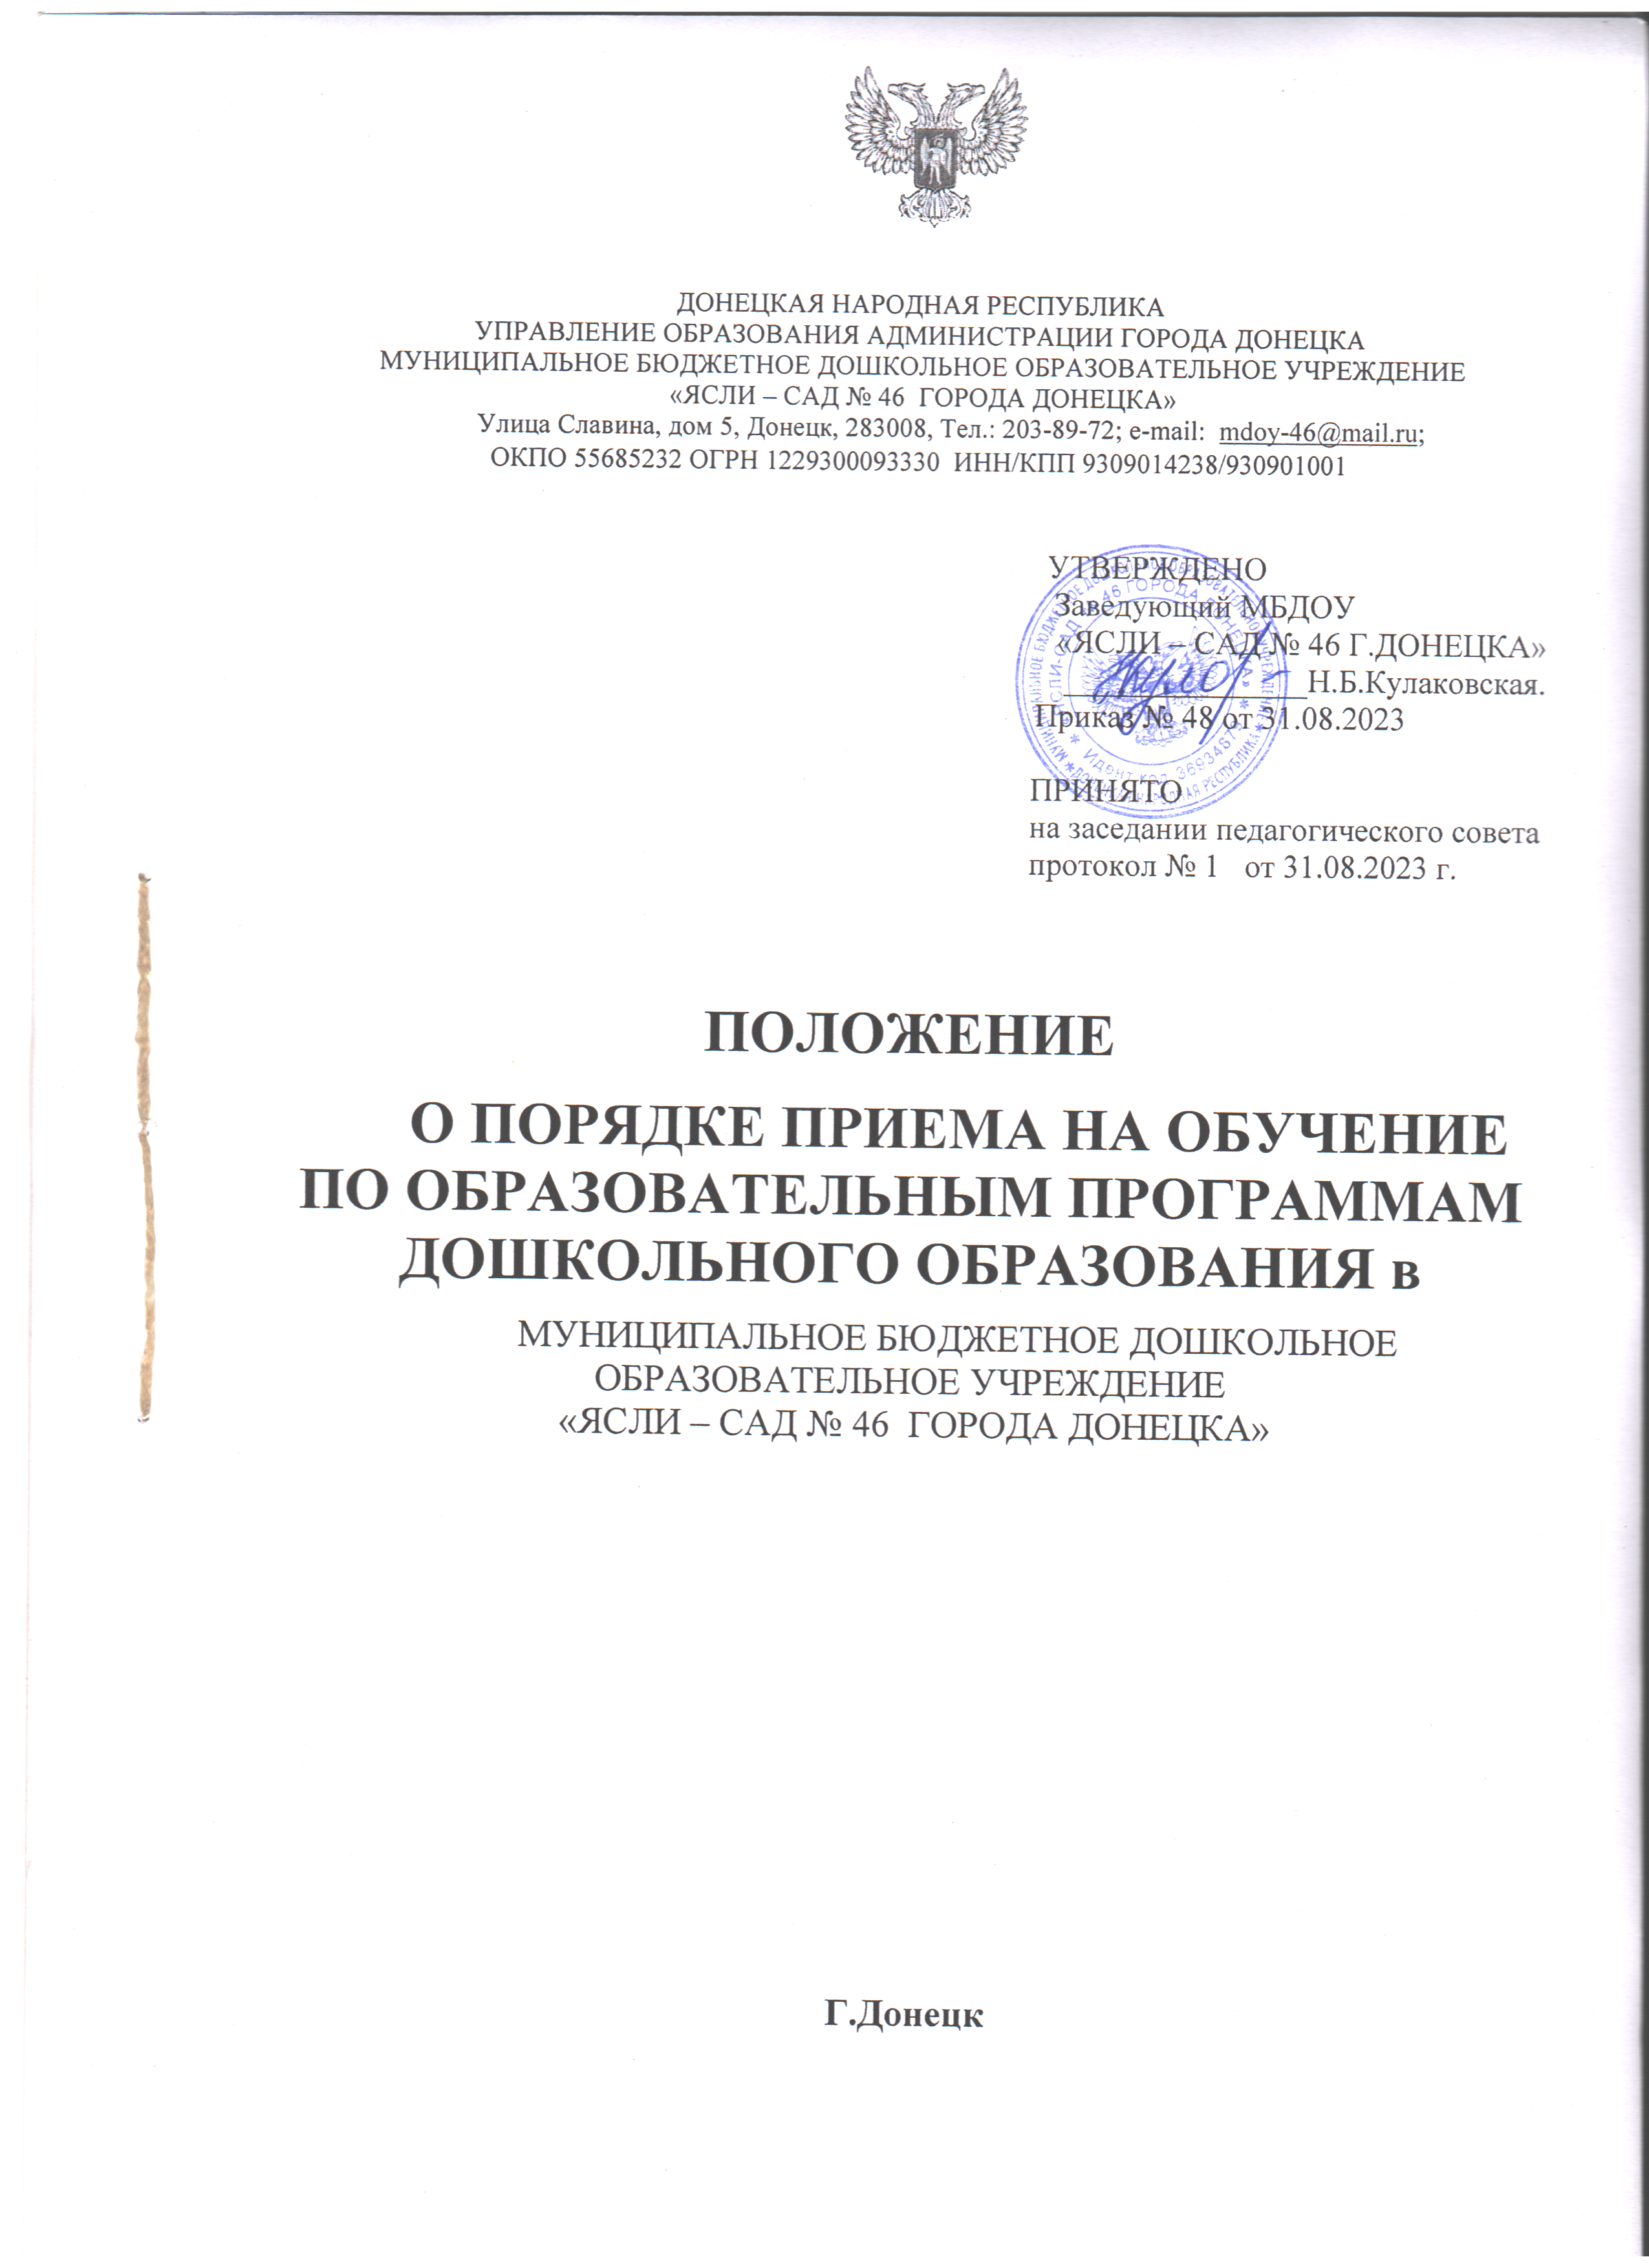 ДОНЕЦКАЯ НАРОДНАЯ РЕСПУБЛИКА
УПРАВЛЕНИЕ ОБРАЗОВАНИЯ АДМИНИСТРАЦИИ ГОРОДА ДОНЕЦКА
МУНИЦИПАЛЬНОЕ БЮДЖЕТНОЕ ДОШКОЛЬНОЕ ОБРАЗОВАТЕЛЬНОЕ УЧРЕЖДЕНИЕ
«ЯСЛИ – САД № 46 ГОРОДА ДОНЕЦКА»
Улица Славина, дом 5, Донецк, 283008, Тел.: 203-89-72; e-mail: mdoy-46@mail.ru;
ОКПО 55685232 ОГРН 1229300093330 ИНН/КПП 9309014238/930901001
УТВЕРЖДЕНО
Заведующий МБДОУ
«ЯСЛИ – САД № 46 Г.ДОНЕЦКА»
Н.Б.Кулаковская.
Приказ № 48 от 31.08.2023
ПРИНЯТО
на заседании педагогического совета
протокол № 1 от 31.08.2023 г.
ПОЛОЖЕНИЕ
О ПОРЯДКЕ ПРИЕМА НА ОБУЧЕНИЕ
ПО ОБРАЗОВАТЕЛЬНЫМ ПРОГРАММАМ
ДОШКОЛЬНОГО ОБРАЗОВАНИЯ в
МУНИЦИПАЛЬНОЕ БЮДЖЕТНОЕ ДОШКОЛЬНОЕ
ОБРАЗОВАТЕЛЬНОЕ УЧРЕЖДЕНИЕ
«ЯСЛИ – САД № 46 ГОРОДА ДОНЕЦКА»
Г.Донецк